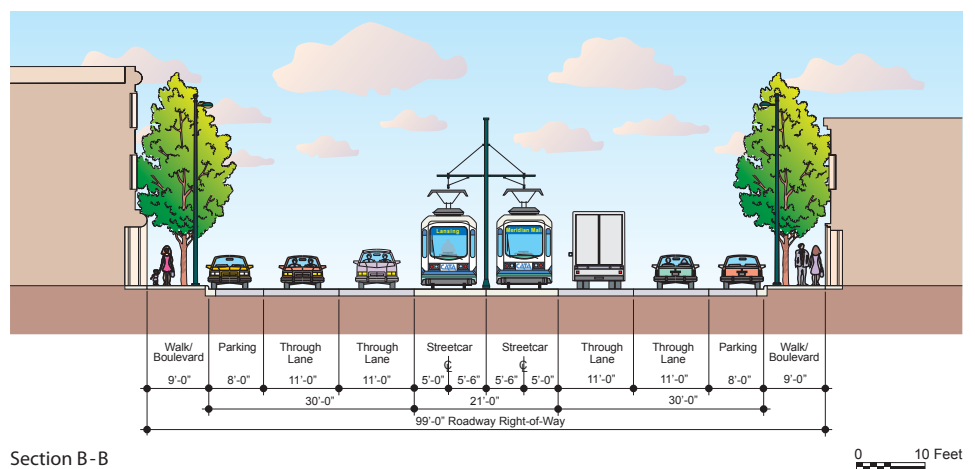 Lansing
Meridian Mal
CATA
CATA
Walk/ Boulevard
Parking
Through Lane
Through Lane
Streetcar
Streetcar
Through Lane
Through Lane
Parking
Walk/ Boulevard
℄
℄
9'-0" 8'-0" 11'-0" 11'-0" 5'-0" 5'-6" 5'-6" 5'-0" 11'-0" 11'-0" 8'-0" 9'-0"
30'-0" 21'-0" 30'-0"
99'-0" Roadway Right-of-Way
Section B-B
0 10 Feet